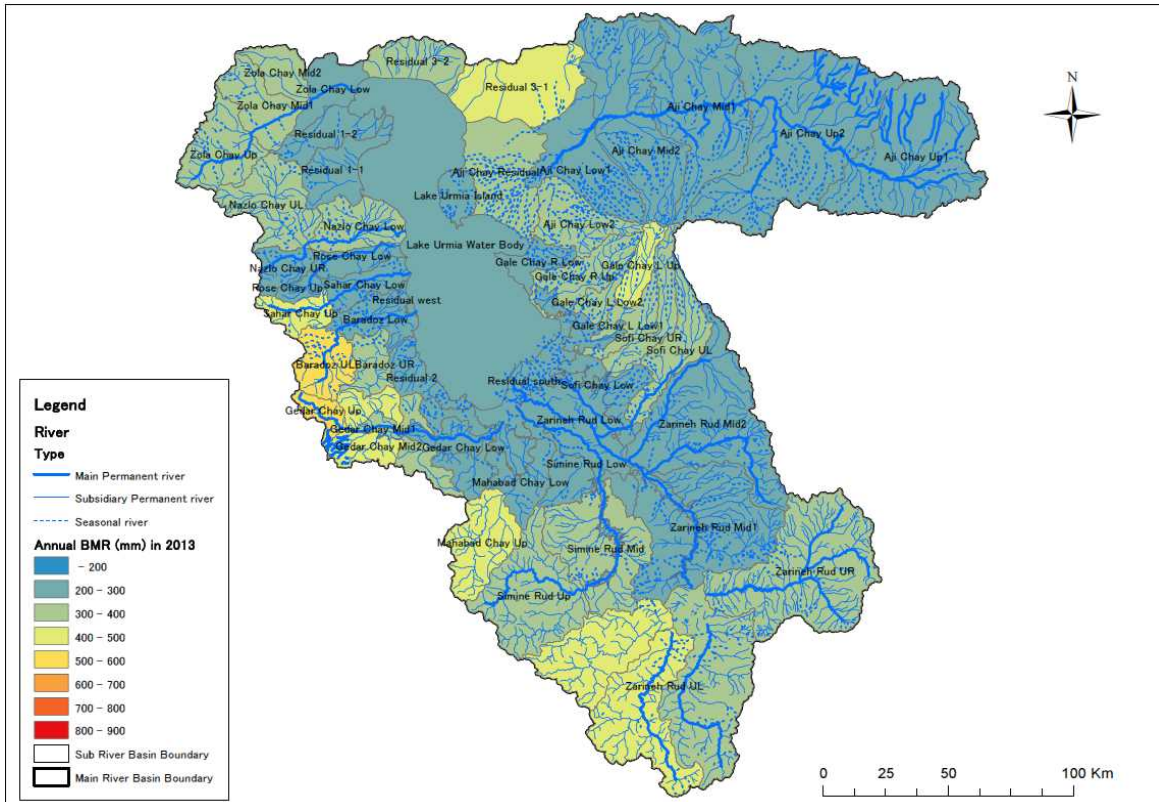 Residual 3-2
Zola Chay Mid2
Zola Chay Low
Residual 3-1
N
Zola Chay Mid1
Aji Chay Mid1
Residual 1-2
Aji Chay Up2
Zola Chay Up
Aji Chay Mid2
Aji Chay Up1
Residual 1-1
Aji Chay Residual
Aji Chay Low1
Lake Urmia Island
Nazlo Chay UL
Nazlo Chay Low
Aji Chay Low2
Lake Urmia Water Body
Rose Chay Low
Gale Chay R Low
Gale Chay L Up
Nazlo Chay UR
Gale Chay R Up
Rose Chay Up
Sahar Chay Low
Residual west
Gale Chay L Low2
Sahar Chay Up
Baradoz Low
Gale Chay L Low1
Sofi Chay UR
Sofi Chay UL
Baradoz UL
Baradoz UR
Residual 2
Residual south
Sofi Chay Low
Gedar Chay Up
Zarineh Rud Low
Zarineh Rud Mid2
Gedar Chay Mid1
Gedar Chay Mid2
Gedar Chay Low
Simine Rud Low
Mahabad Chay Low
Zarineh Rud Mid1
Mahabad Chay Up
Simine Rud Mid
Zarineh Rud UR
Simine Rud Up
Zarineh Rud UL
Legend
River
Type
Main Permanent river
Subsidiary Permanent river
Seasonal river
Annual BMR (mm) in 2013
- 200
200 - 300
300 - 400
400 - 500
500 - 600
600 - 700
700 - 800
800 - 900
Sub River Basin Boundary
Main River Basin Boundary
0 25 50 100 Km